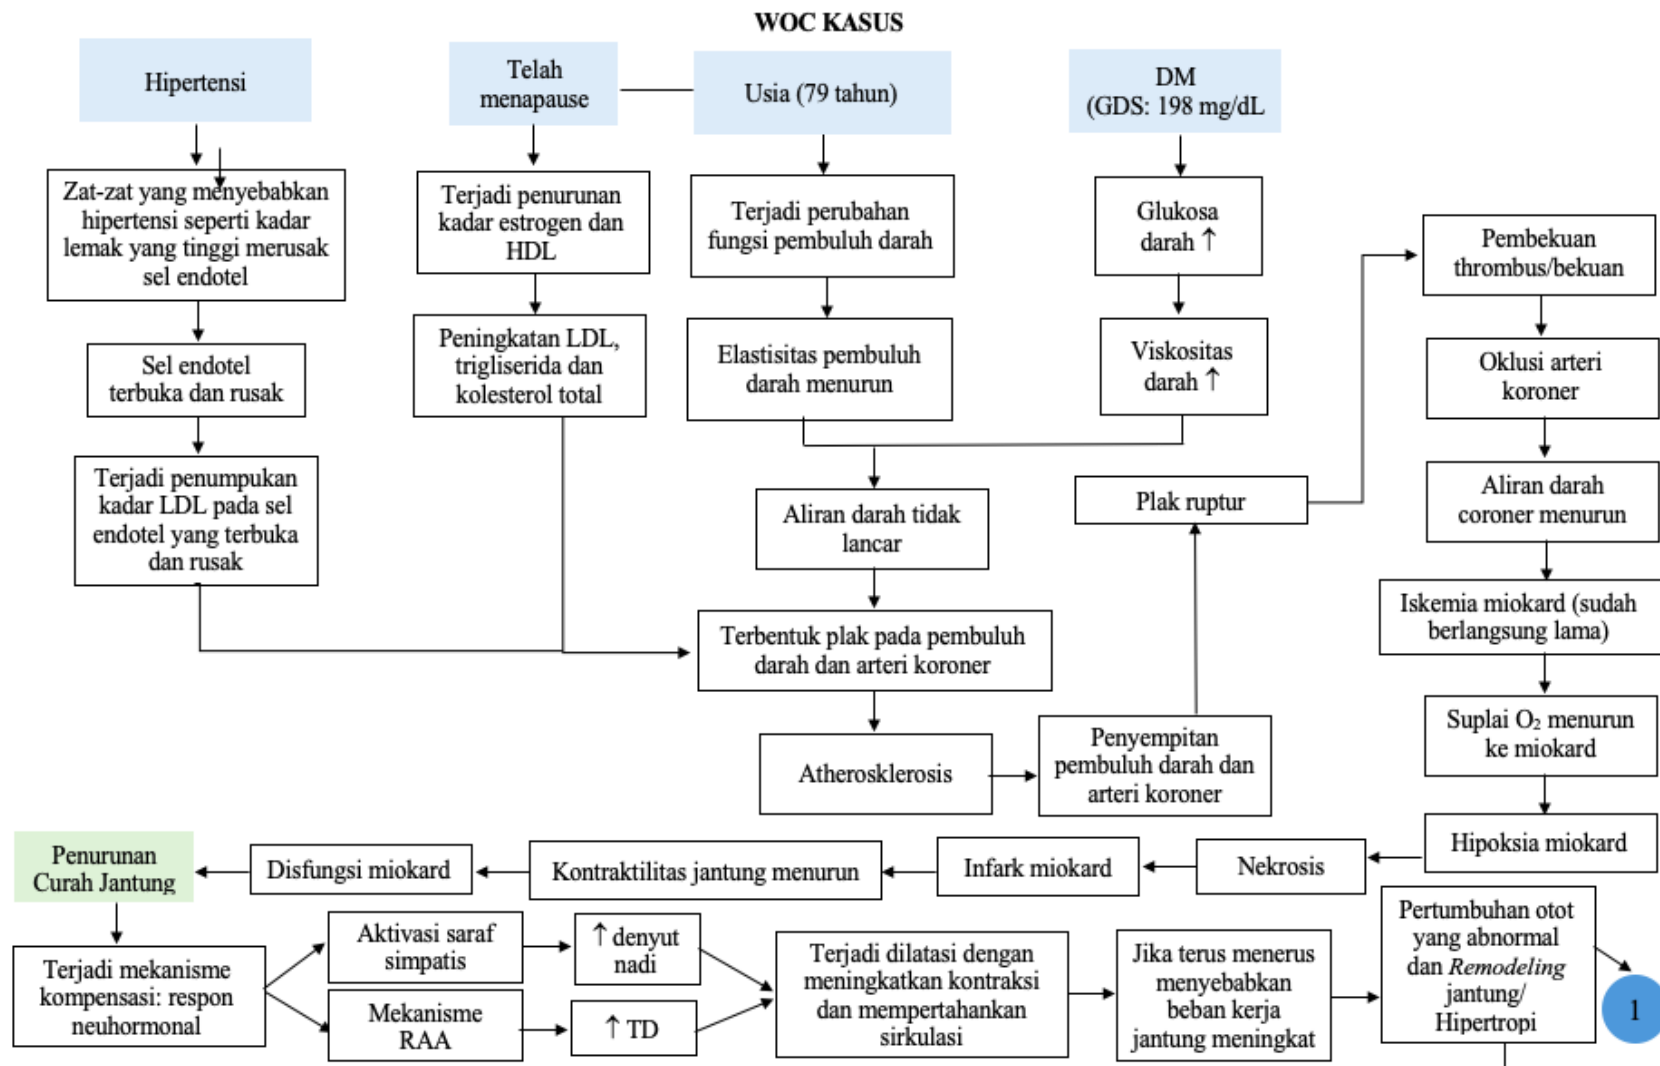 WOC KASUS
Hipertensi
Telah
menapause
Usia (79 tahun)
DM
(GDS: 198 mg/dL
Zat-zat yang menyebabkan
hipertensi seperti kadar
lemak yang tinggi merusak
sel endotel
Terjadi penurunan
kadar estrogen dan
HDL
Terjadi perubahan
fungsi pembuluh darah
Glukosa
darah ↑
Pembekuan
thrombus/bekuan
Sel endotel
terbuka dan rusak
Peningkatan LDL,
trigliserida dan
kolesterol total
Elastisitas pembuluh
darah menurun
Viskositas
darah ↑
Oklusi arteri
koroner
Terjadi penumpukan
kadar LDL pada sel
endotel yang terbuka
dan rusak
Aliran darah tidak
lancar
Plak ruptur
Aliran darah
coroner menurun
Iskemia miokard (sudah
berlangsung lama)
Terbentuk plak pada pembuluh
darah dan arteri koroner
Suplai O₂ menurun
ke miokard
Atherosklerosis
Penyempitan
pembuluh darah dan
arteri koroner
Hipoksia miokard
Nekrosis
Infark miokard
Kontraktilitas jantung menurun
Disfungsi miokard
Penurunan
Curah Jantung
Terjadi mekanisme
kompensasi: respon
neuhormonal
Aktivasi saraf
simpatis
↑ denyut
nadi
Mekanisme
RAA
↑ TD
Terjadi dilatasi dengan
meningkatkan kontraksi
dan mempertahankan
sirkulasi
Jika terus menerus
menyebabkan
beban kerja
jantung meningkat
Pertumbuhan otot
yang abnormal
dan Remodeling
jantung/
Hipertropi
1